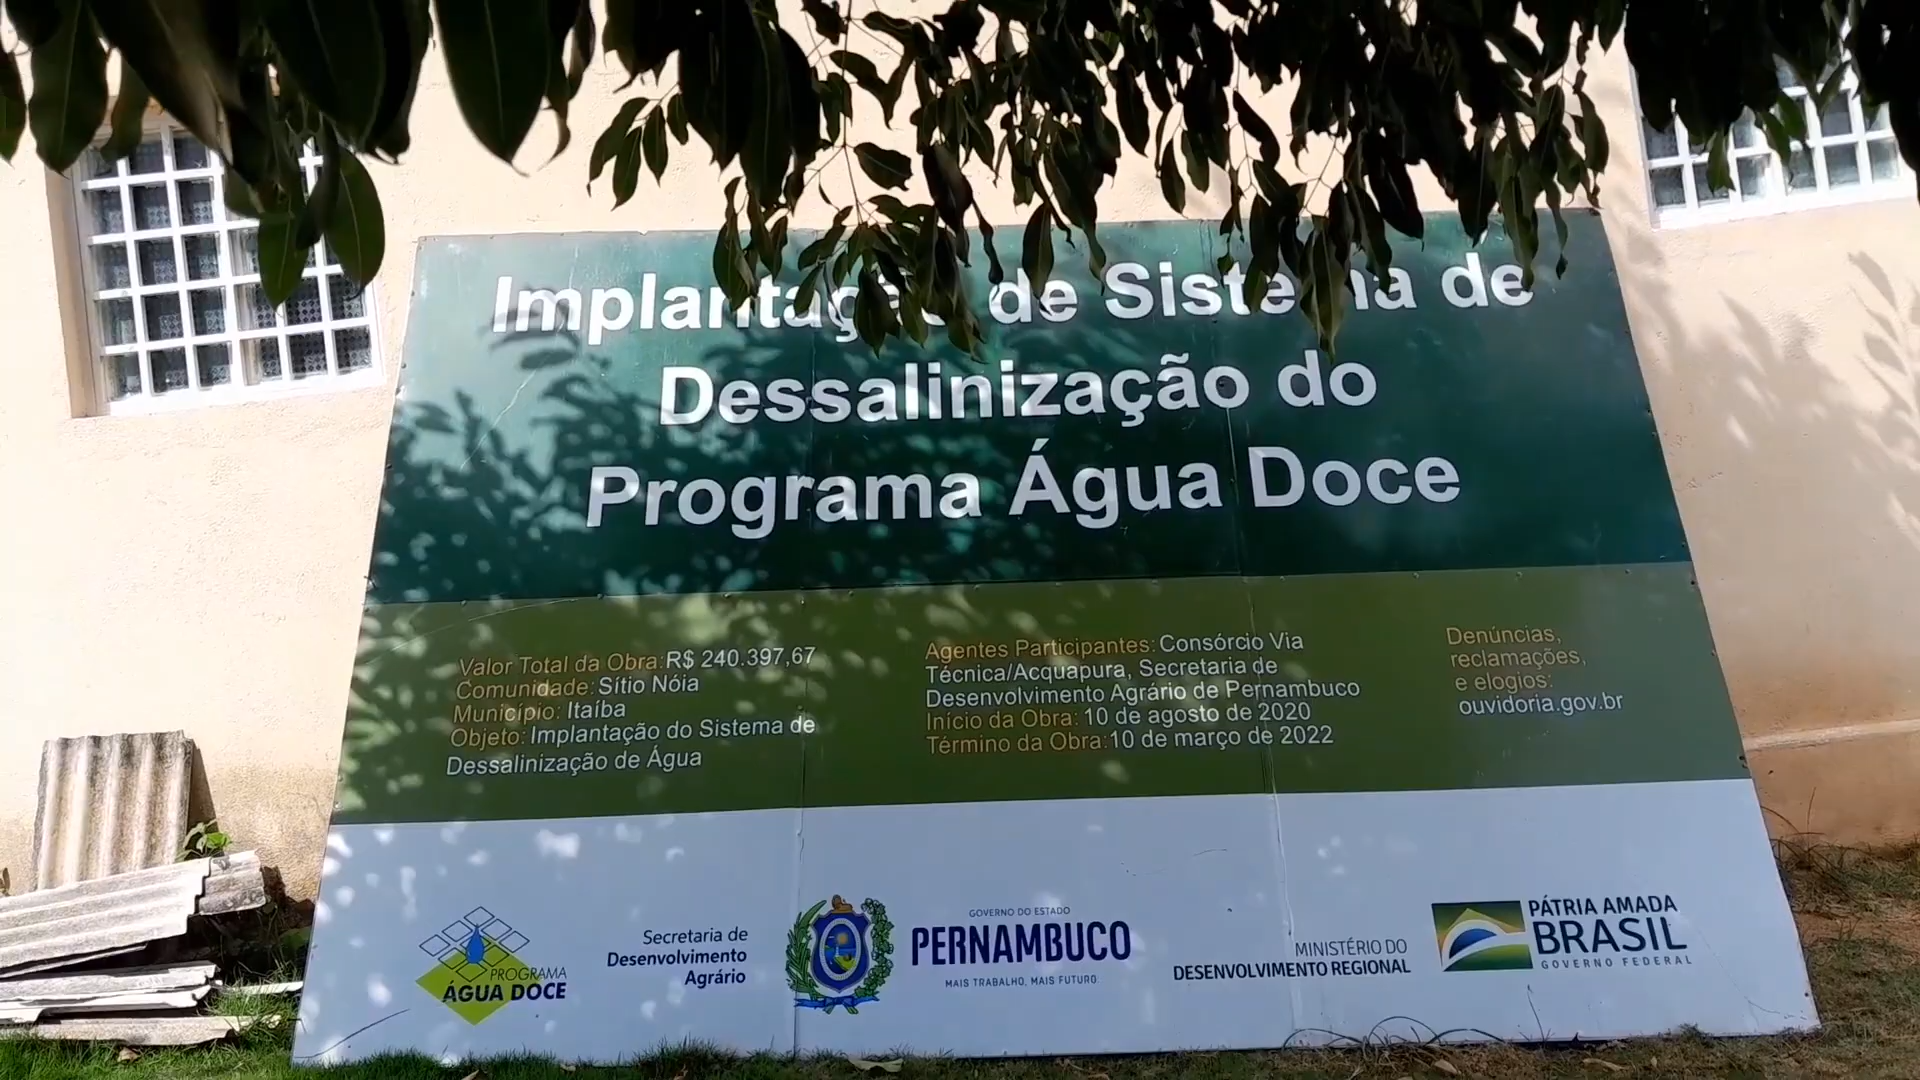 Implantação de Sistema de
Dessalinização do
Programa Água Doce
Valor Total da Obra: R$ 240.397,67
Comunidade: Sítio Nóia
Município: Itaíba
Objeto: Implantação do Sistema de
Dessalinização de Água
Agentes Participantes: Consórcio Via
Técnica/Acquapura, Secretaria de
Desenvolvimento Agrário de Pernambuco
Início da Obra: 10 de agosto de 2020
Término da Obra: 10 de março de 2022
Denúncias,
reclamações,
e elogios:
ouvidoria.gov.br
PROGRAMA
ÁGUA DOCE
Secretaria de
Desenvolvimento
Agrário
GOVERNO DO ESTADO
PERNAMBUCO
MAIS TRABALHO, MAIS FUTURO.
MINISTÉRIO DO
DESENVOLVIMENTO REGIONAL
PÁTRIA AMADA
BRASIL
GOVERNO FEDERAL